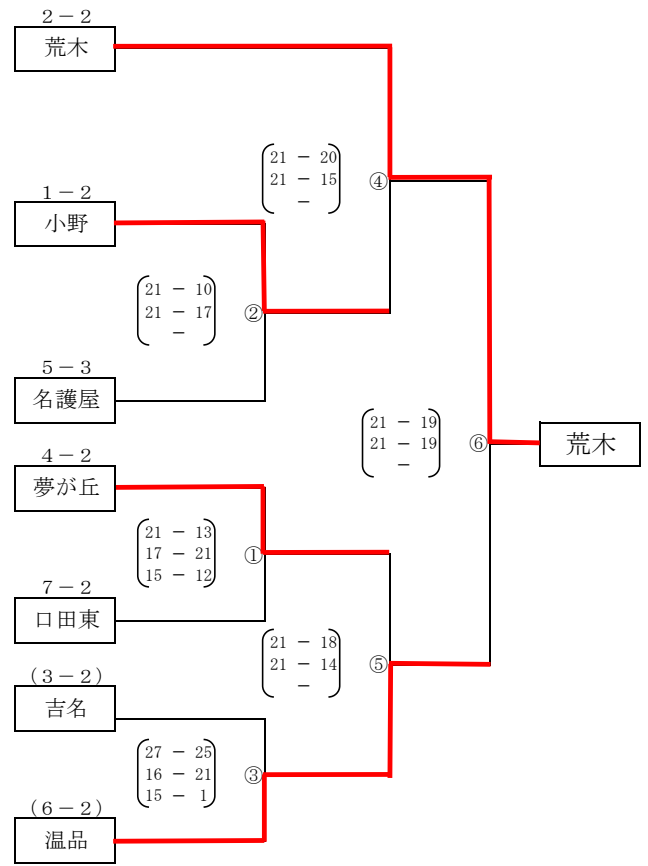 2－2
荒木
21 － 20
21 － 15
－
④
1－2
小野
21 － 10
21 － 17
－
②
5－3
名護屋
21 － 19
21 － 19
－
⑥
荒木
4－2
夢が丘
21 － 13
17 － 21
15 － 12
①
7－2
口田東
21 － 18
21 － 14
－
⑤
(3－2)
吉名
27 － 25
16 － 21
15 － 1
③
(6－2)
温品